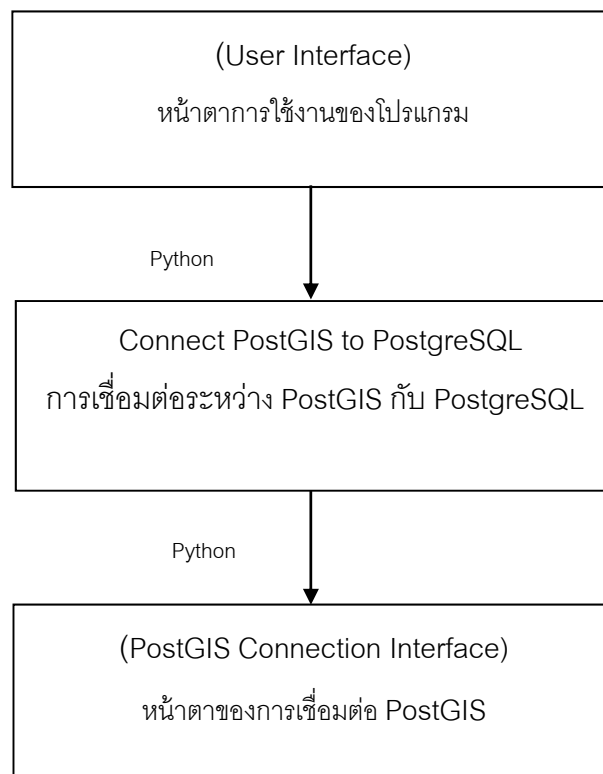 (User Interface)
หน้าตาการใช้งานของโปรแกรม
Python
Connect PostGIS to PostgreSQL
การเชื่อมต่อระหว่าง PostGIS กับ PostgreSQL
Python
(PostGIS Connection Interface)
หน้าตาของการเชื่อมต่อ PostGIS